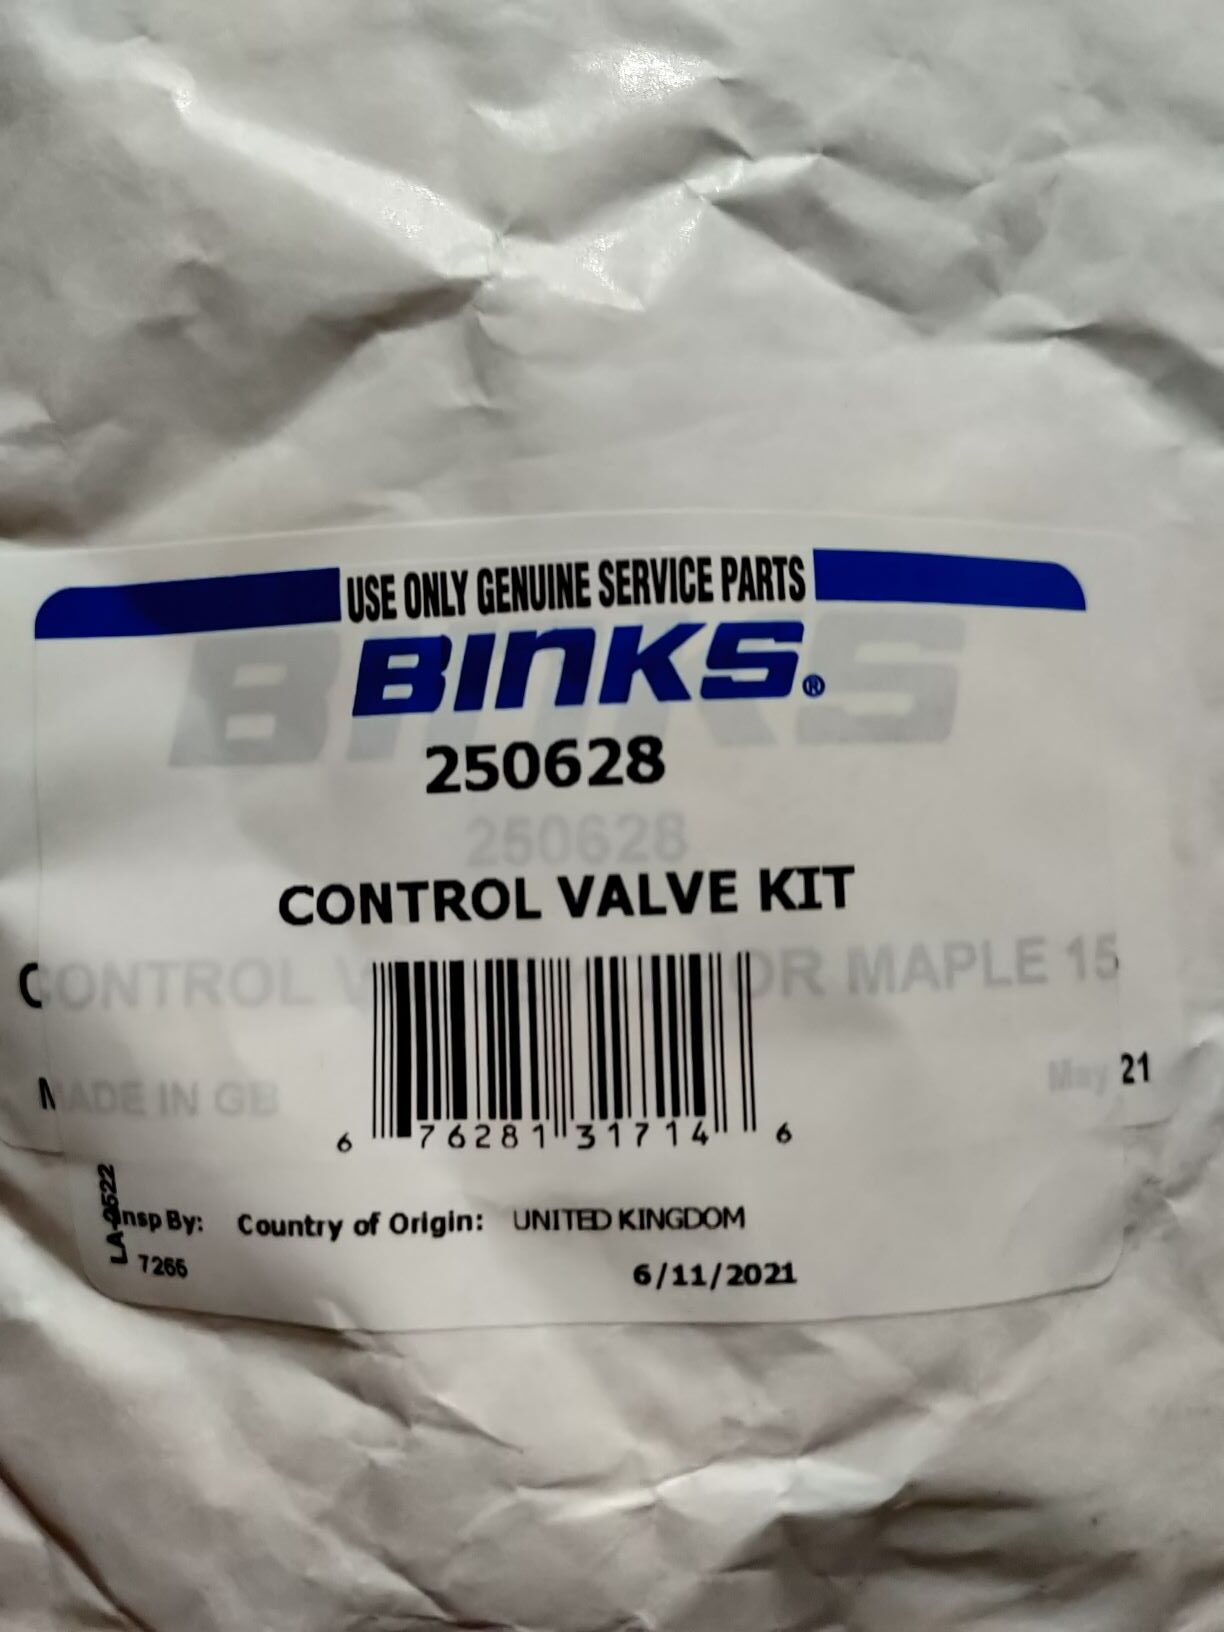 USE ONLY GENUINE SERVICE PARTS
BINKS®
BINKS
250628
250628
CONTROL VALVE KIT
CONTROL V OR MAPLE 15
MADE IN GB
May 21
6 76281 31714 6
LA-0522
Insp By: Country of Origin: UNITED KINGDOM
7266
6/11/2021